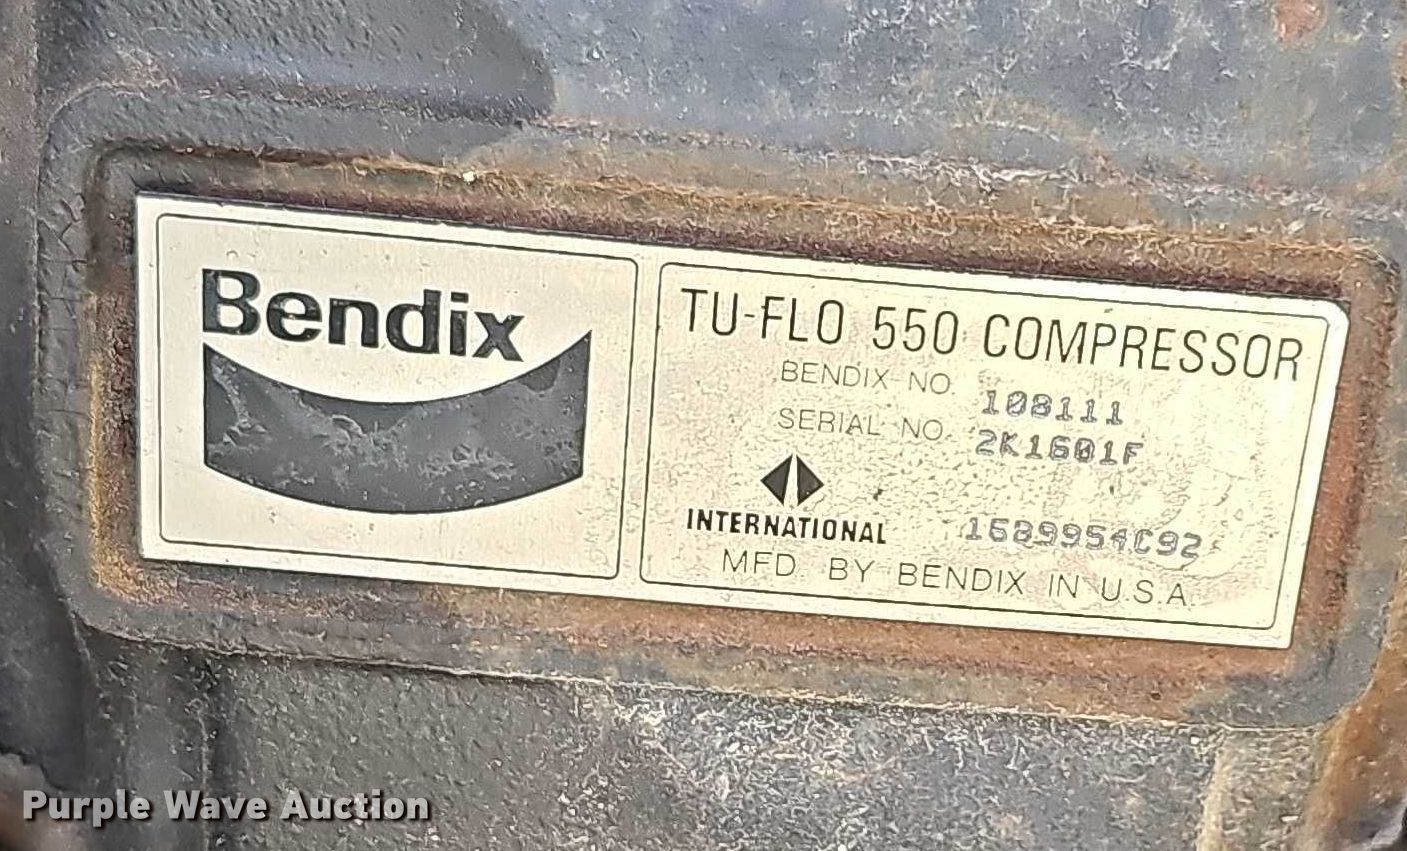 Bendix
TU-FLO 550 COMPRESSOR
BENDIX NO. 108111
SERIAL NO. 2K1601F
INTERNATIONAL 1689954C92
MFD. BY BENDIX IN U.S.A.
Purple Wave Auction